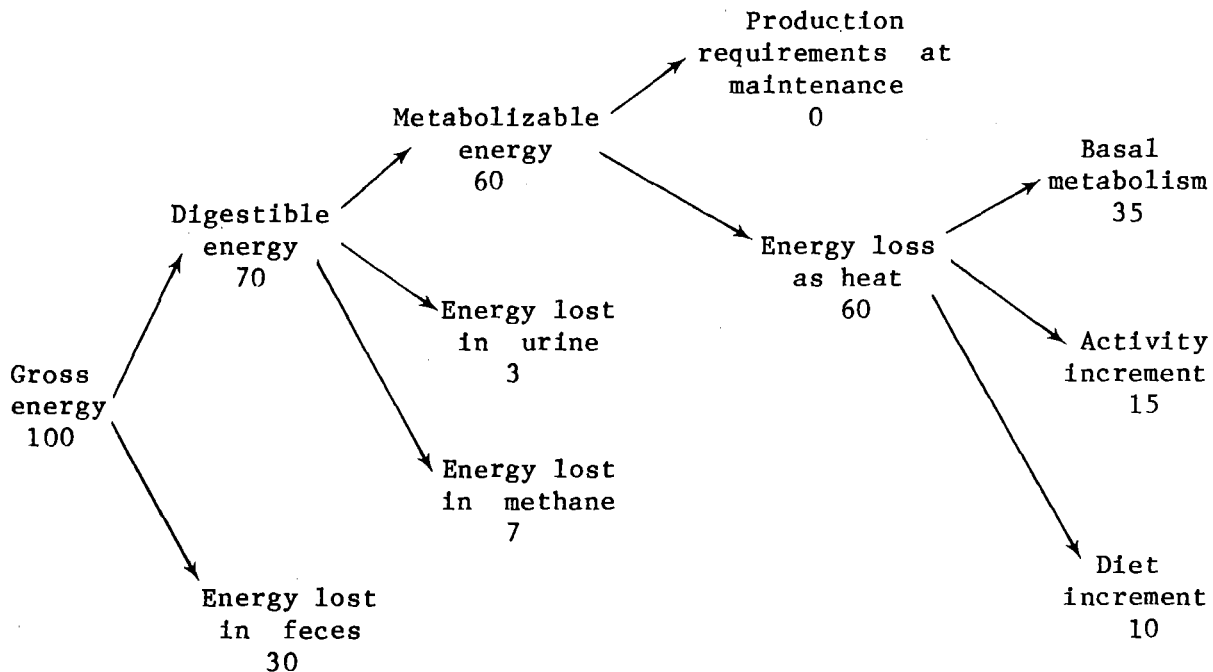 Production
requirements at
maintenance
0
Metabolizable
energy
60
Basal
metabolism
35
Digestible
energy
70
Energy loss
as heat
60
Energy lost
in urine
3
Activity
increment
15
Gross
energy
100
Energy lost
in methane
7
Diet
increment
10
Energy lost
in feces
30